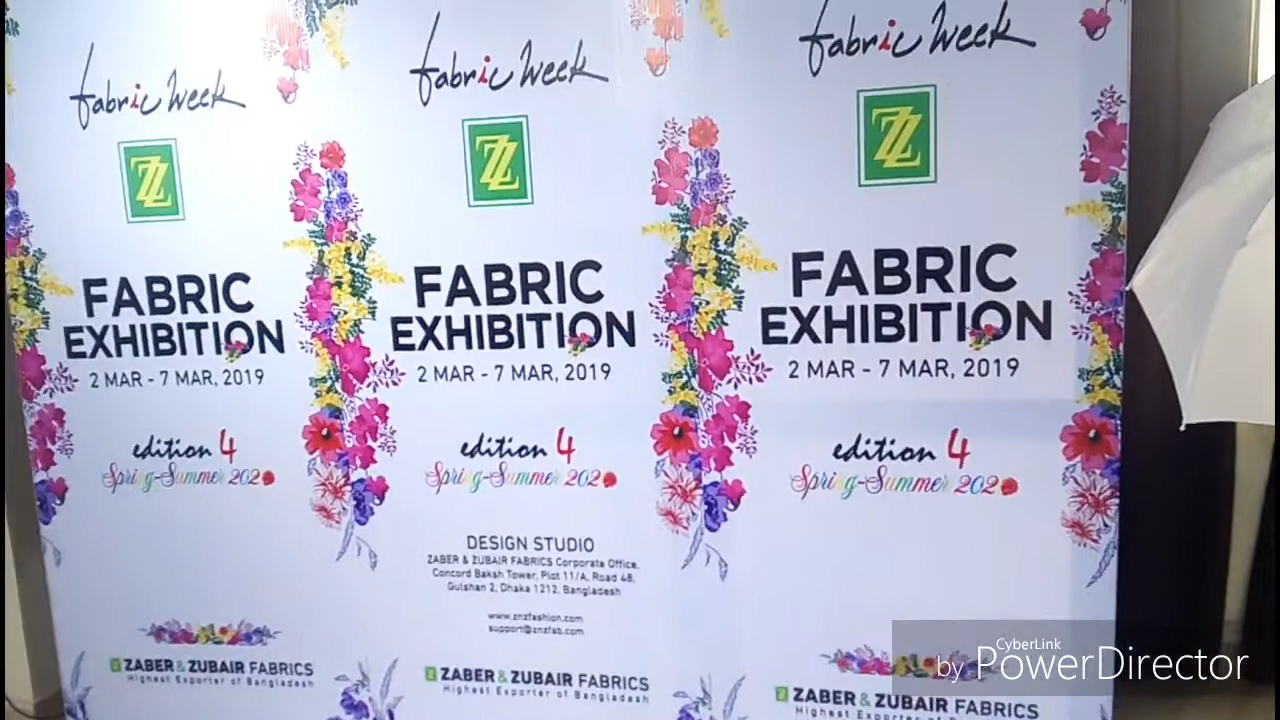 fabric Week
ZZ
FABRIC
EXHIBITION
2 MAR - 7 MAR, 2019
edition 4
Spring-Summer 2020
ZABER & ZUBAIR FABRICS
Highest Exporter of Bangladesh
fabric Week
ZZ
FABRIC
EXHIBITION
2 MAR - 7 MAR, 2019
edition 4
Spring-Summer 2020
DESIGN STUDIO
ZABER & ZUBAIR FABRICS Corporate Office,
Concord Baksh Tower, Plot 11/A, Road 48,
Gulshan 2, Dhaka 1212, Bangladesh
www.znzfashion.com
support@znzfab.com
ZABER & ZUBAIR FABRICS
Highest Exporter of Bangladesh
fabric Week
ZZ
FABRIC
EXHIBITION
2 MAR - 7 MAR, 2019
edition 4
Spring-Summer 2020
ZABER & ZUBAIR FABRICS
Highest Exporter of Bangladesh
CyberLink
by PowerDirector